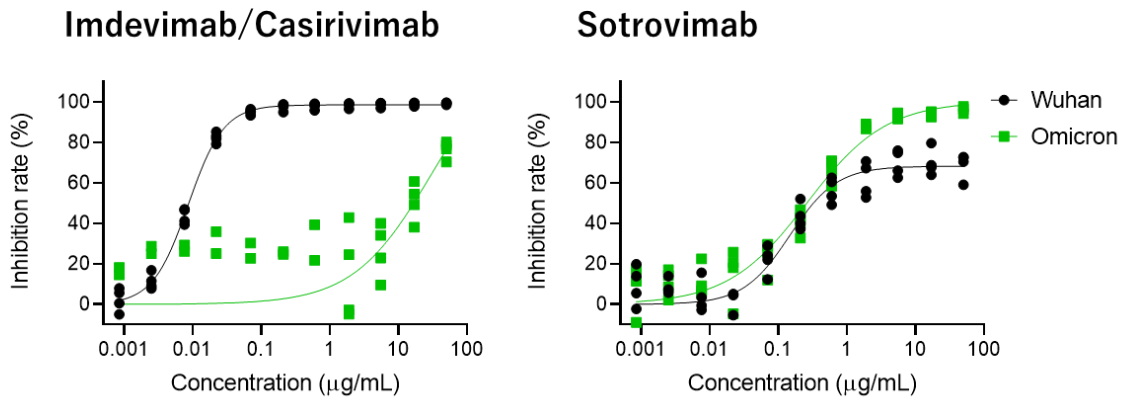 Imdevimab/Casirivimab
Inhibition rate (%)
100
80
60
40
20
0
0.001 0.01 0.1 1 10 100
Concentration (μg/mL)
Sotrovimab
Inhibition rate (%)
100
80
60
40
20
0
0.001 0.01 0.1 1 10 100
Concentration (μg/mL)
Wuhan
Omicron